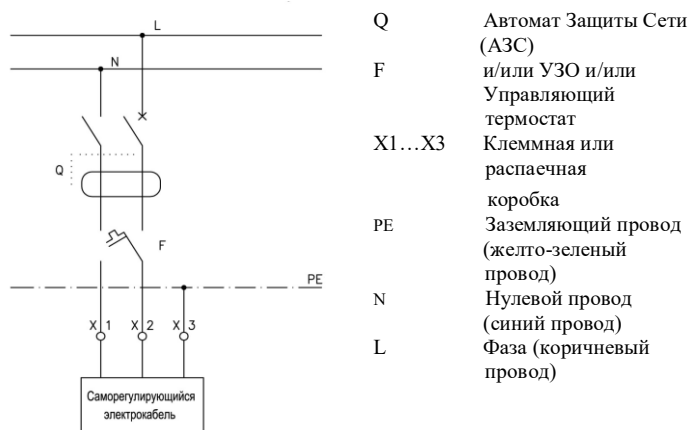 L
N
Q
F
PE
X 1 X 2 X 3
Саморегулирующийся
электрокабель
Q Автомат Защиты Сети
(АЗС)
F и/или УЗО и/или
Управляющий
термостат
X1…X3 Клеммная или
распаечная
коробка
PE Заземляющий провод
(желто-зеленый
провод)
N Нулевой провод
(синий провод)
L Фаза (коричневый
провод)